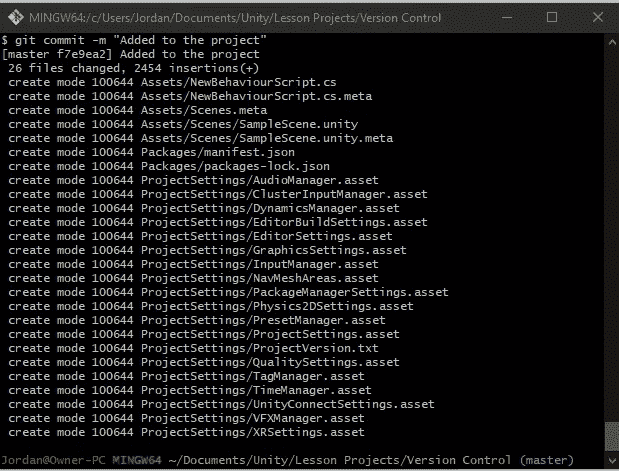 MINGW64:/c/Users/Jordan/Documents/Unity/Lesson Projects/Version Control
$ git commit -m "Added to the project"
[master f7e9ea2] Added to the project
26 files changed, 2454 insertions(+)
create mode 100644 Assets/NewBehaviourScript.cs
create mode 100644 Assets/NewBehaviourScript.cs.meta
create mode 100644 Assets/Scenes.meta
create mode 100644 Assets/Scenes/SampleScene.unity
create mode 100644 Assets/Scenes/SampleScene.unity.meta
create mode 100644 Packages/manifest.json
create mode 100644 Packages/packages-lock.json
create mode 100644 ProjectSettings/AudioManager.asset
create mode 100644 ProjectSettings/ClusterInputManager.asset
create mode 100644 ProjectSettings/DynamicsManager.asset
create mode 100644 ProjectSettings/EditorBuildSettings.asset
create mode 100644 ProjectSettings/EditorSettings.asset
create mode 100644 ProjectSettings/GraphicsSettings.asset
create mode 100644 ProjectSettings/InputManager.asset
create mode 100644 ProjectSettings/NavMeshAreas.asset
create mode 100644 ProjectSettings/PackageManagerSettings.asset
create mode 100644 ProjectSettings/Physics2DSettings.asset
create mode 100644 ProjectSettings/PresetManager.asset
create mode 100644 ProjectSettings/ProjectSettings.asset
create mode 100644 ProjectSettings/ProjectVersion.txt
create mode 100644 ProjectSettings/QualitySettings.asset
create mode 100644 ProjectSettings/TagManager.asset
create mode 100644 ProjectSettings/TimeManager.asset
create mode 100644 ProjectSettings/UnityConnectSettings.asset
create mode 100644 ProjectSettings/VFXManager.asset
create mode 100644 ProjectSettings/XRSettings.asset
Jordan@Owner-PC MINGW64 ~/Documents/Unity/Lesson Projects/Version Control (master)